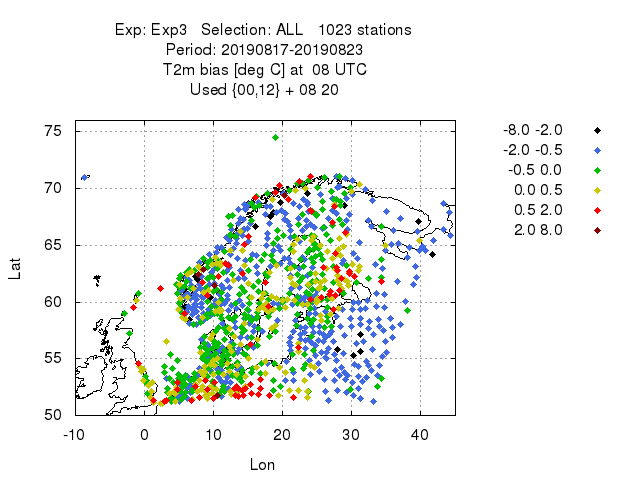 Exp: Exp3 Selection: ALL 1023 stations
Period: 20190817-20190823
T2m bias [deg C] at 08 UTC
Used {00,12} + 08 20
-8.0 -2.0
-2.0 -0.5
-0.5 0.0
0.0 0.5
0.5 2.0
2.0 8.0
75
70
65
60
55
50
Lat
-10 0 10 20 30 40
Lon